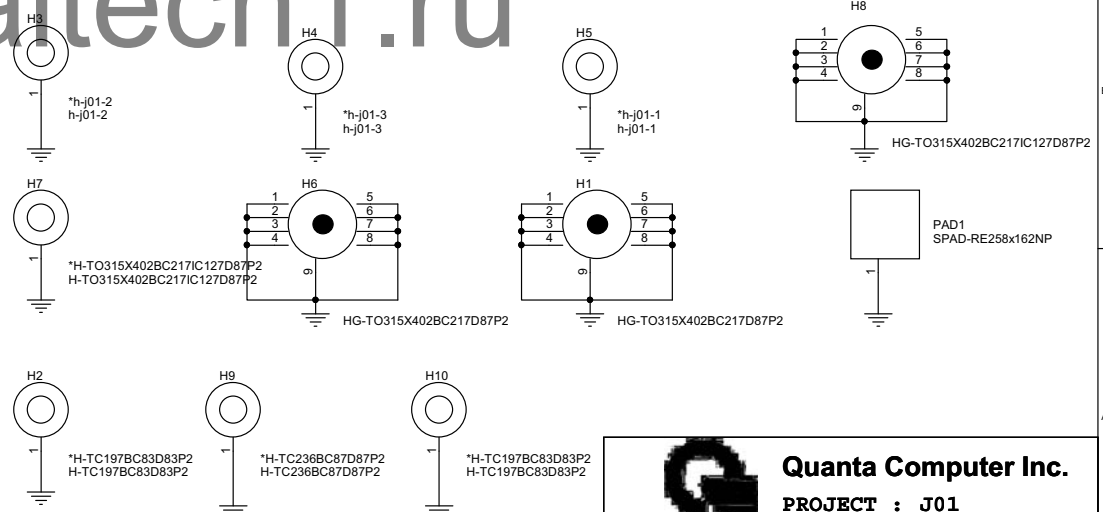 altech1.ru
H3
1
*h-j01-2
h-j01-2
H4
1
*h-j01-3
h-j01-3
H5
1
*h-j01-1
h-j01-1
H8
1
2
3
4
5
6
7
8
9
HG-TO315X402BC217IC127D87P2
H7
1
*H-TO315X402BC217IC127D87P2
H-TO315X402BC217IC127D87P2
H6
1
2
3
4
5
6
7
8
9
HG-TO315X402BC217D87P2
H1
1
2
3
4
5
6
7
8
9
HG-TO315X402BC217D87P2
PAD1
SPAD-RE258x162NP
1
H2
1
*H-TC197BC83D83P2
H-TC197BC83D83P2
H9
1
*H-TC236BC87D87P2
H-TC236BC87D87P2
H10
1
*H-TC197BC83D83P2
H-TC197BC83D83P2
Quanta Computer Inc.
PROJECT : J01